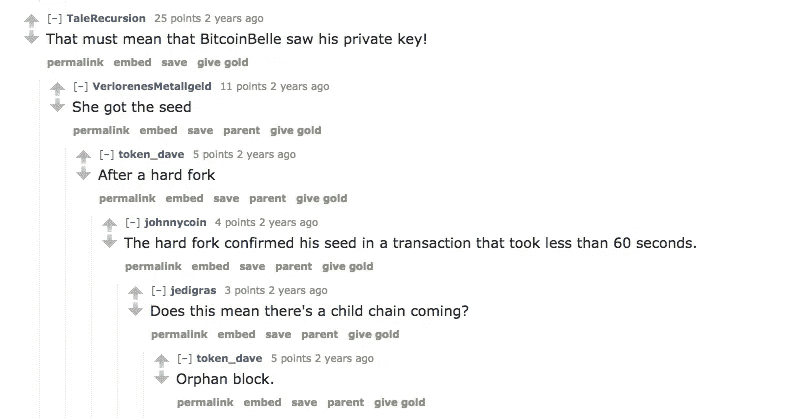 [-] TaleRecursion 25 points 2 years ago
That must mean that BitcoinBelle saw his private key!
permalink embed save give gold
[-] VerlorenesMetallgeld 11 points 2 years ago
She got the seed
permalink embed save parent give gold
[-] token_dave 5 points 2 years ago
After a hard fork
permalink embed save parent give gold
[-] johnnycoin 4 points 2 years ago
The hard fork confirmed his seed in a transaction that took less than 60 seconds.
permalink embed save parent give gold
[-] jedigras 3 points 2 years ago
Does this mean there's a child chain coming?
permalink embed save parent give gold
[-] token_dave 5 points 2 years ago
Orphan block.
permalink embed save parent give gold